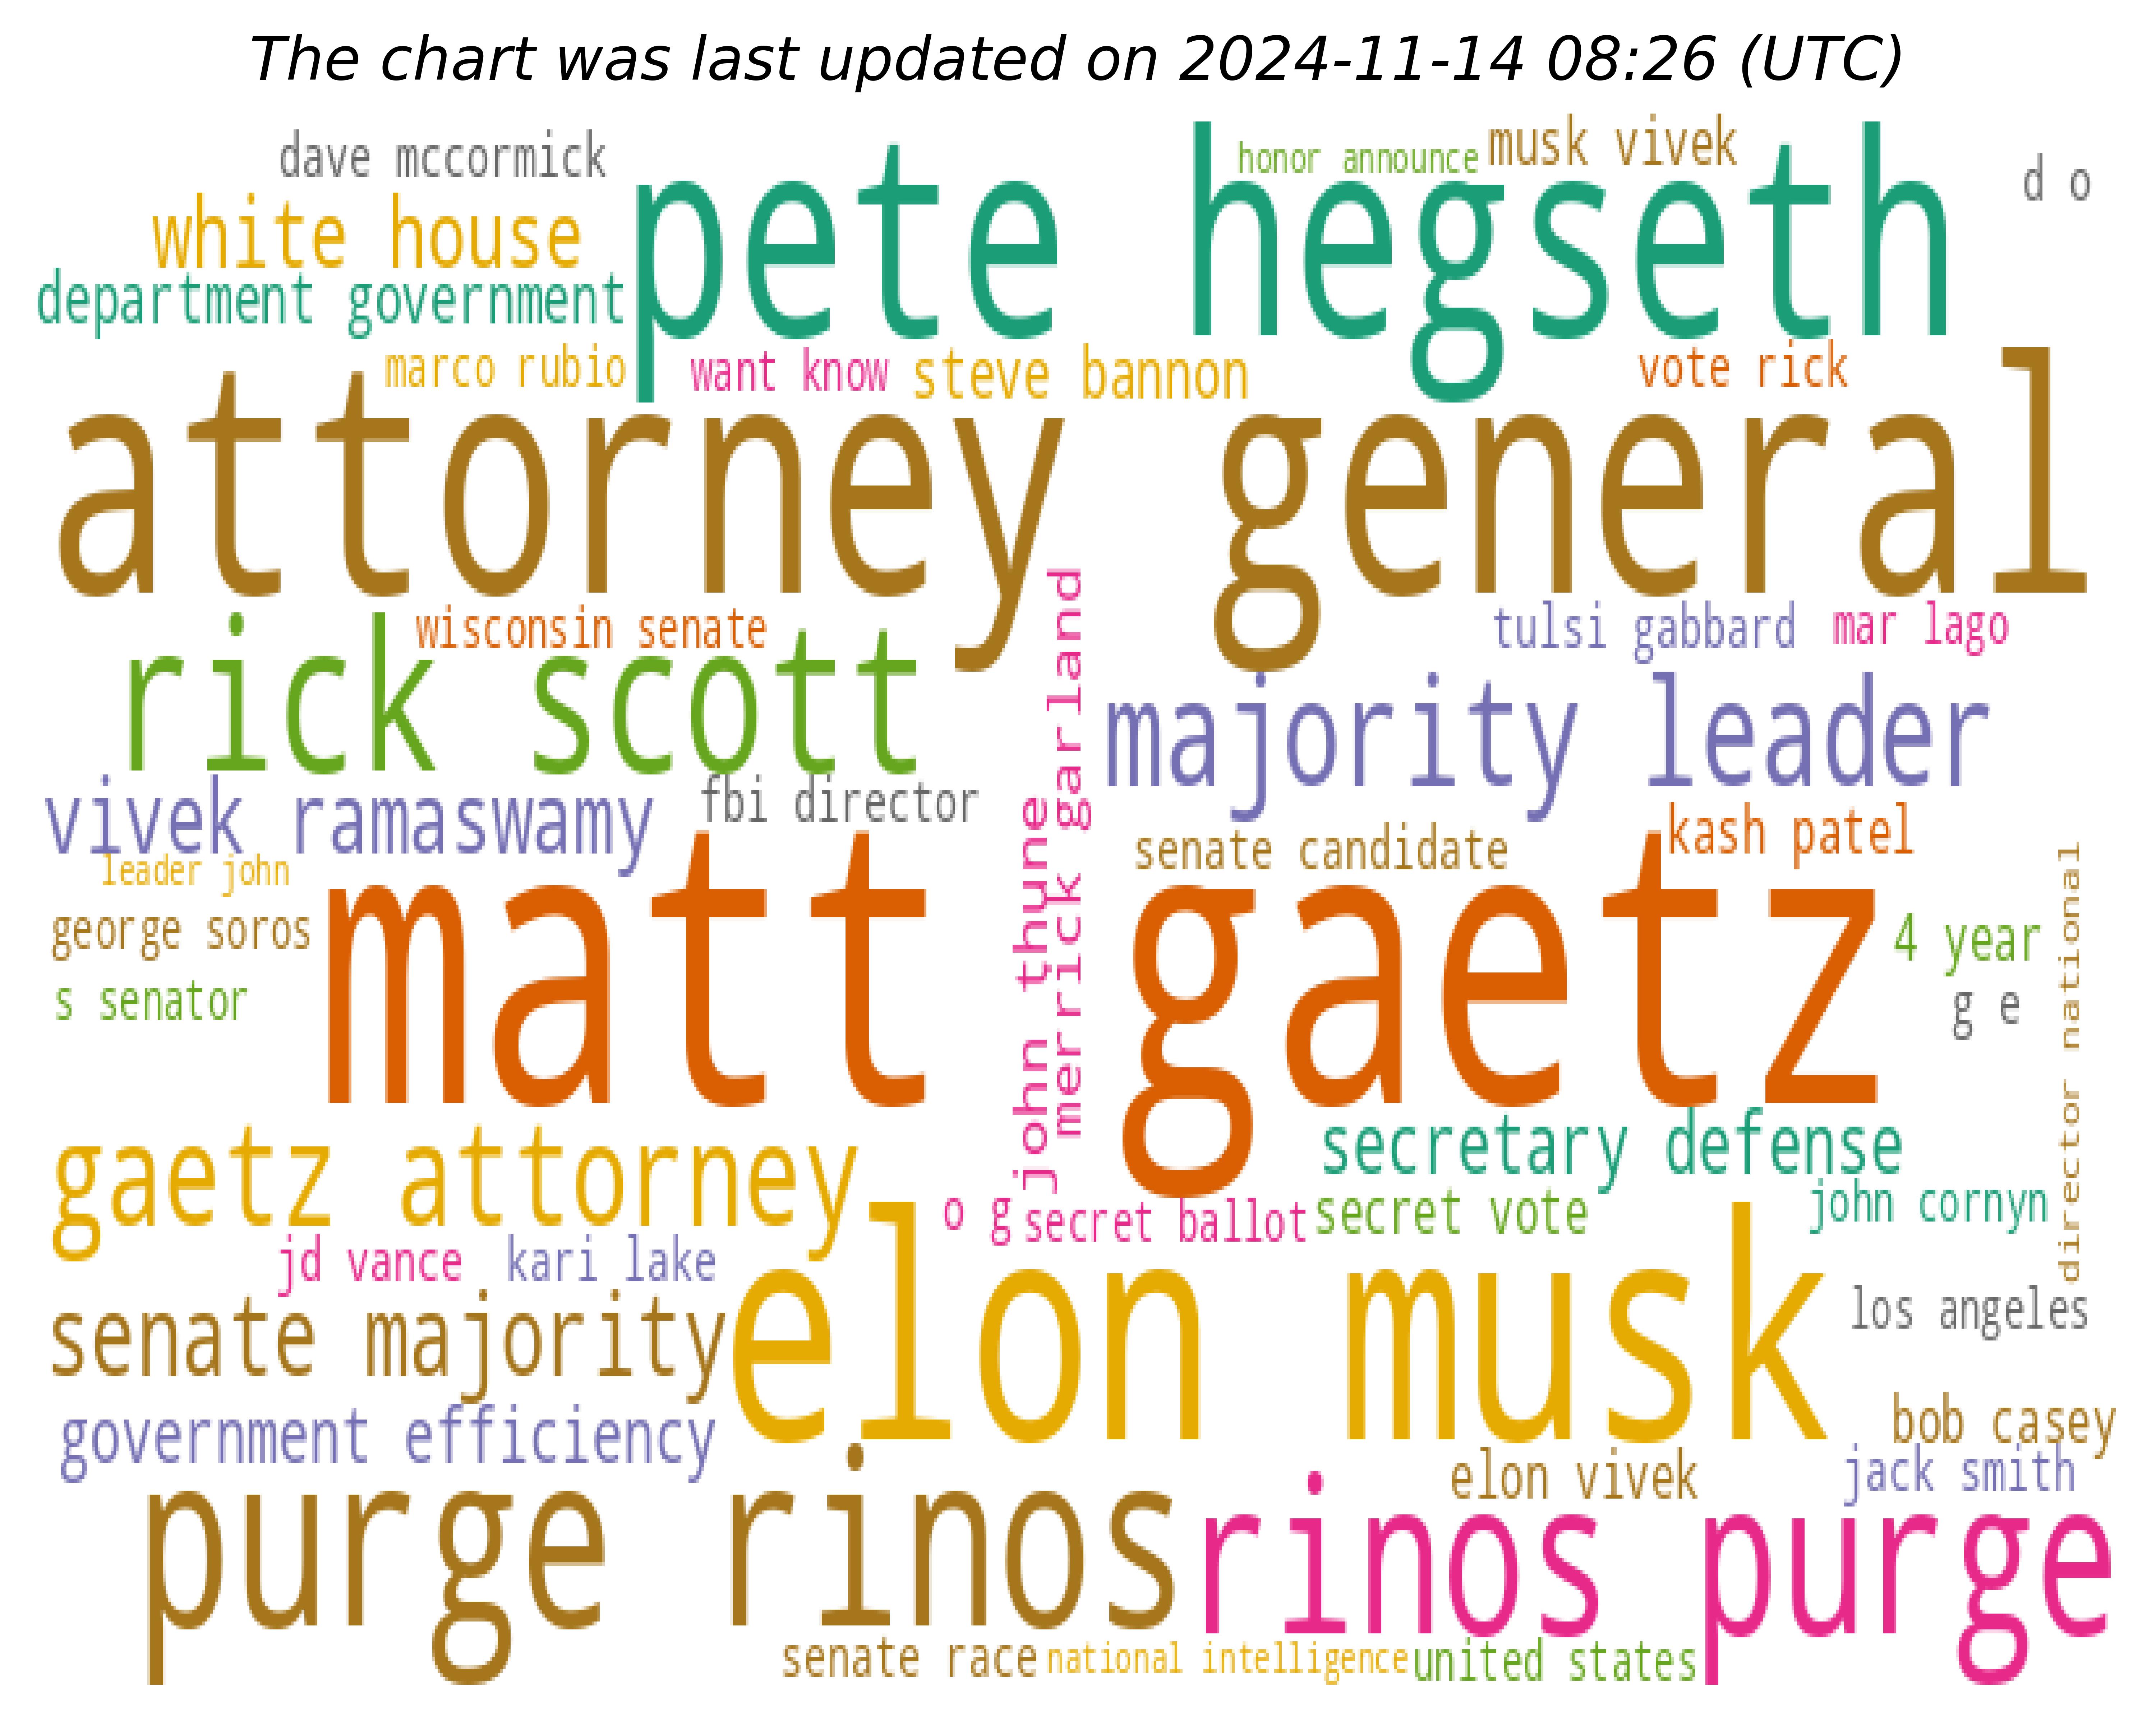 The chart was last updated on 2024-11-14 08:26 (UTC)
dave mccormick
honor announce
musk vivek
d o
white house
pete hegseth
department government
marco rubio
want know
steve bannon
vote rick
attorney general
wisconsin senate
tulsi gabbard
mar lago
rick scott
merrick garland
majority leader
vivek ramaswamy
fbi director
john thune
senate candidate
kash patel
leader john
george soros
matt gaetz
4 year
director national
s senator
g e
gaetz attorney
secretary defense
o g
secret ballot
secret vote
john cornyn
jd vance
kari lake
elon musk
los angeles
senate majority
government efficiency
bob casey
elon vivek
jack smith
purge rinos
rinos purge
senate race
national intelligence
united states